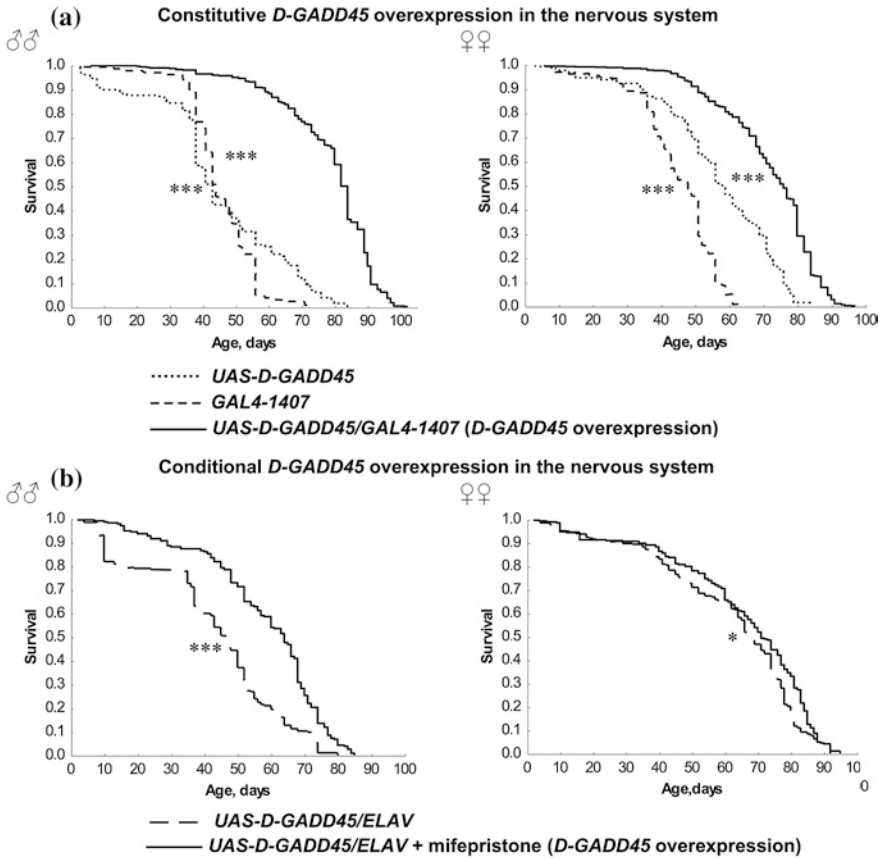 (a) Constitutive D-GADD45 overexpression in the nervous system
♂♂
♀♀
1.0
0.9
0.8
0.7
0.6
0.5
0.4
0.3
0.2
0.1
0.0
Survival
***
***
0 10 20 30 40 50 60 70 80 90 100
Age, days
1.0
0.9
0.8
0.7
0.6
0.5
0.4
0.3
0.2
0.1
0.0
Survival
***
***
0 10 20 30 40 50 60 70 80 90 100
Age, days
UAS-D-GADD45
GAL4-1407
UAS-D-GADD45/GAL4-1407 (D-GADD45 overexpression)
(b) Conditional D-GADD45 overexpression in the nervous system
♂♂
♀♀
1.0
0.9
0.8
0.7
0.6
0.5
0.4
0.3
0.2
0.1
0.0
Survival
***
0 10 20 30 40 50 60 70 80 90 100
Age, days
1.0
0.9
0.8
0.7
0.6
0.5
0.4
0.3
0.2
0.1
0.0
Survival
*
0 10 20 30 40 50 60 70 80 90 10
0
Age,days
UAS-D-GADD45/ELAV
UAS-D-GADD45/ELAV + mifepristone (D-GADD45 overexpression)